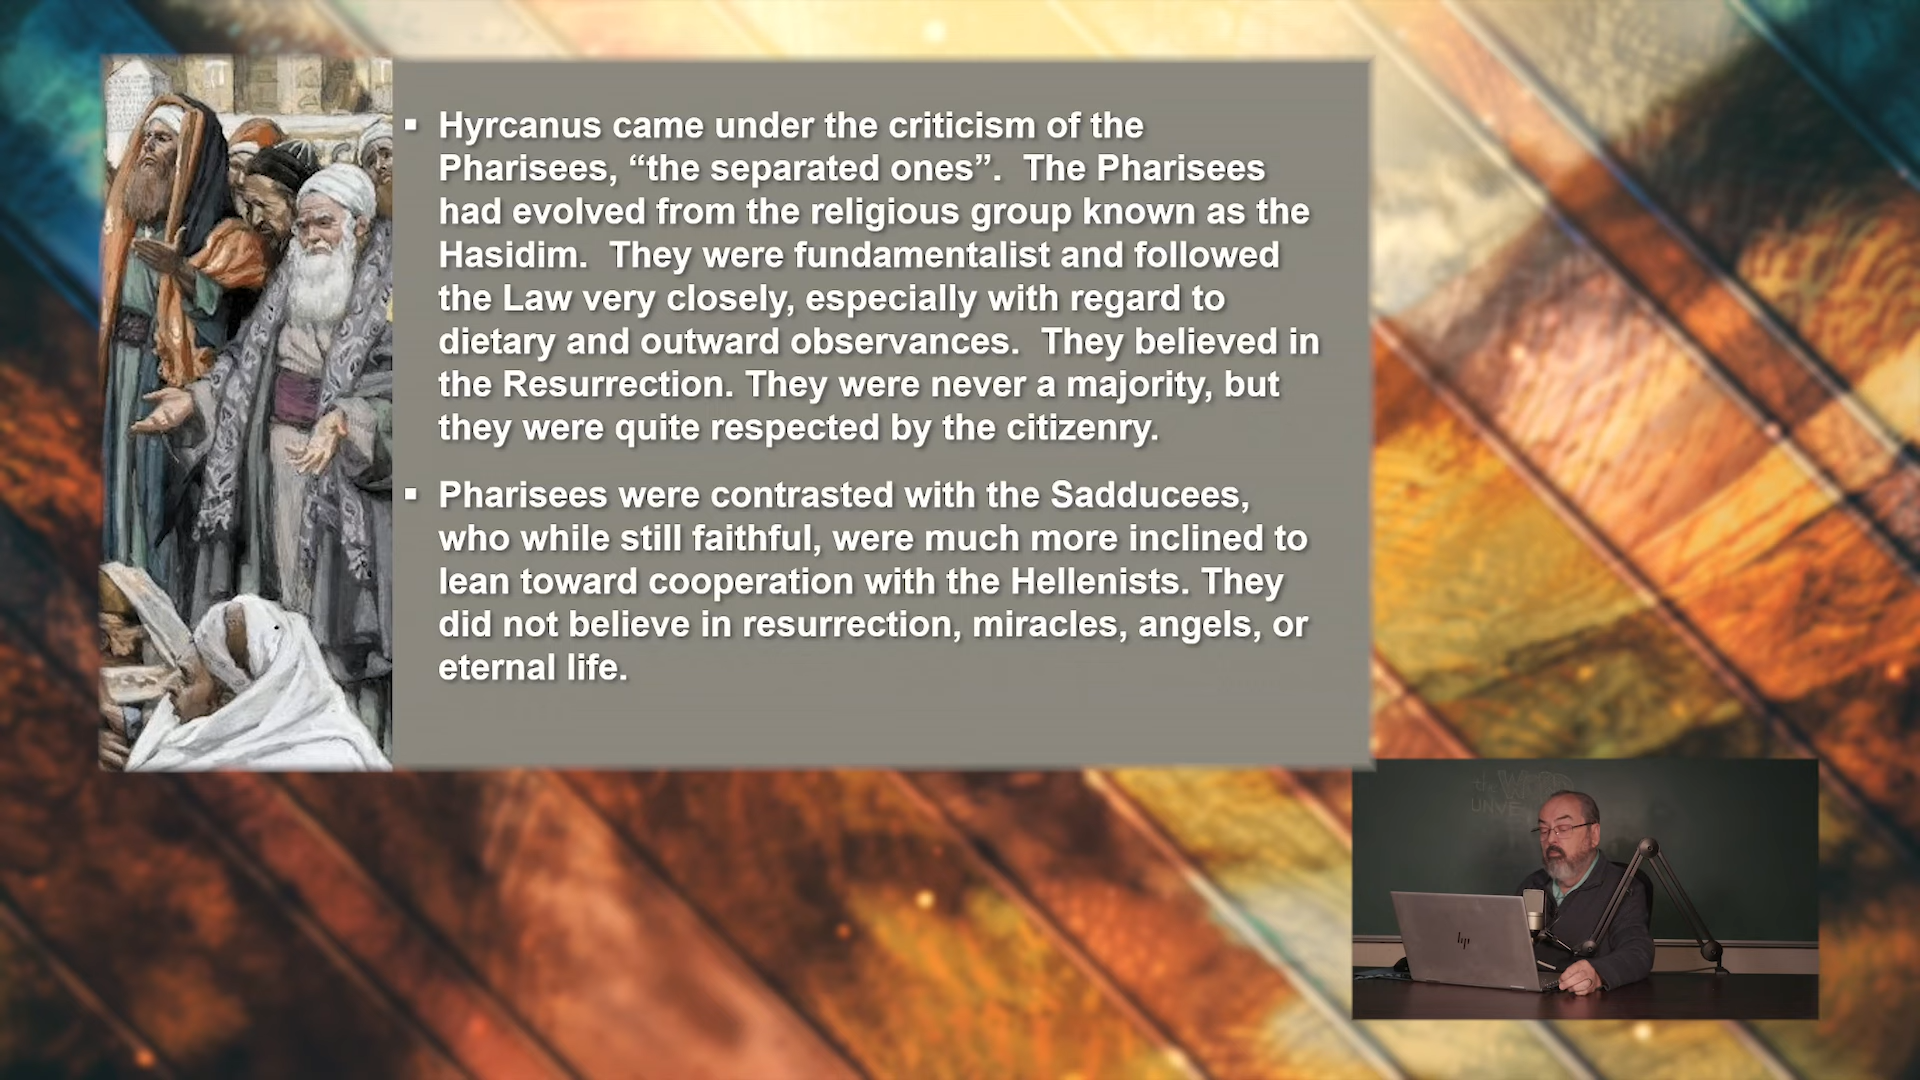 Hyrcanus came under the criticism of the
Pharisees, “the separated ones”. The Pharisees
had evolved from the religious group known as the
Hasidim. They were fundamentalist and followed
the Law very closely, especially with regard to
dietary and outward observances. They believed in
the Resurrection. They were never a majority, but
they were quite respected by the citizenry.
Pharisees were contrasted with the Sadducees,
who while still faithful, were much more inclined to
lean toward cooperation with the Hellenists. They
did not believe in resurrection, miracles, angels, or
eternal life.
the WORD
hp